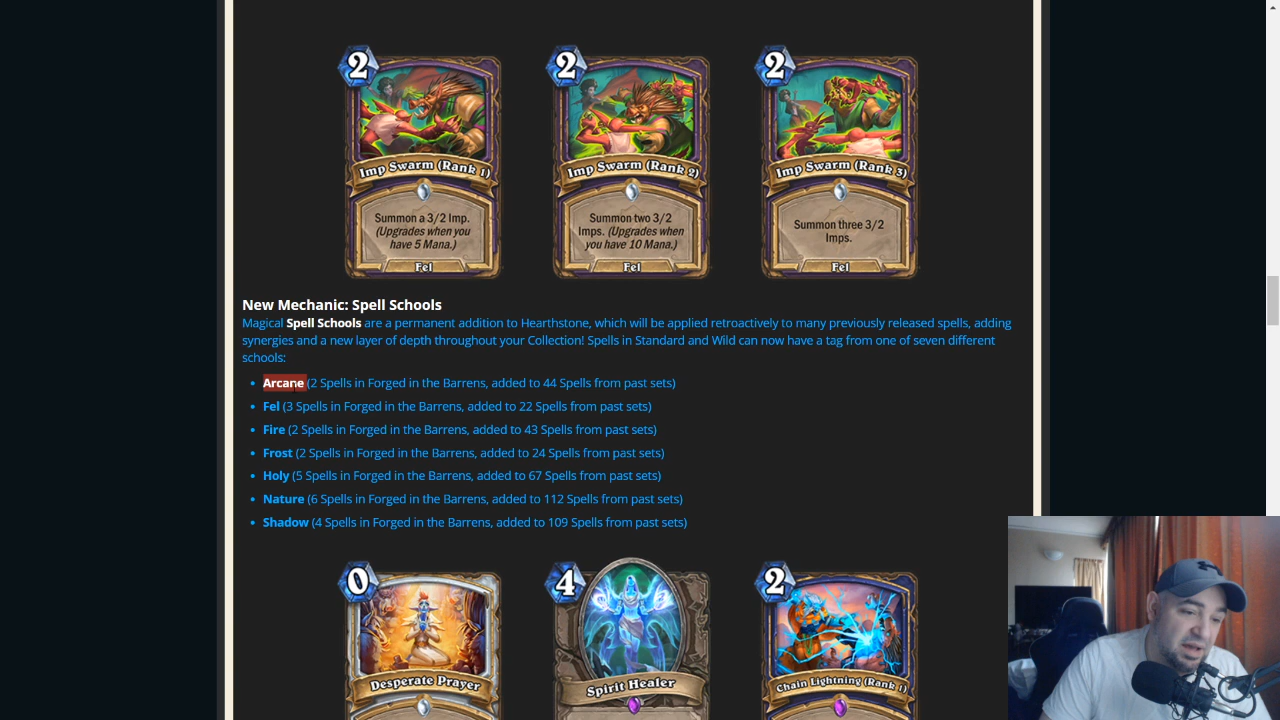 2
2
2
Imp Swarm (Rank 1)
Imp Swarm (Rank 2)
Imp Swarm (Rank 3)
Summon a 3/2 Imp.
(Upgrades when you
have 5 Mana.)
Fel
Summon two 3/2
Imps. (Upgrades when
you have 10 Mana.)
Fel
Summon three 3/2
Imps.
Fel
New Mechanic: Spell Schools
Magical Spell Schools are a permanent addition to Hearthstone, which will be applied retroactively to many previously released spells, adding
synergies and a new layer of depth throughout your Collection! Spells in Standard and Wild can now have a tag from one of seven different
schools:
• Arcane (2 Spells in Forged in the Barrens, added to 44 Spells from past sets)
• Fel (3 Spells in Forged in the Barrens, added to 22 Spells from past sets)
• Fire (2 Spells in Forged in the Barrens, added to 43 Spells from past sets)
• Frost (2 Spells in Forged in the Barrens, added to 24 Spells from past sets)
• Holy (5 Spells in Forged in the Barrens, added to 67 Spells from past sets)
• Nature (6 Spells in Forged in the Barrens, added to 112 Spells from past sets)
• Shadow (4 Spells in Forged in the Barrens, added to 109 Spells from past sets)
0
4
2
Desperate Prayer
Spirit Healer
Chain Lightning (Rank 1)